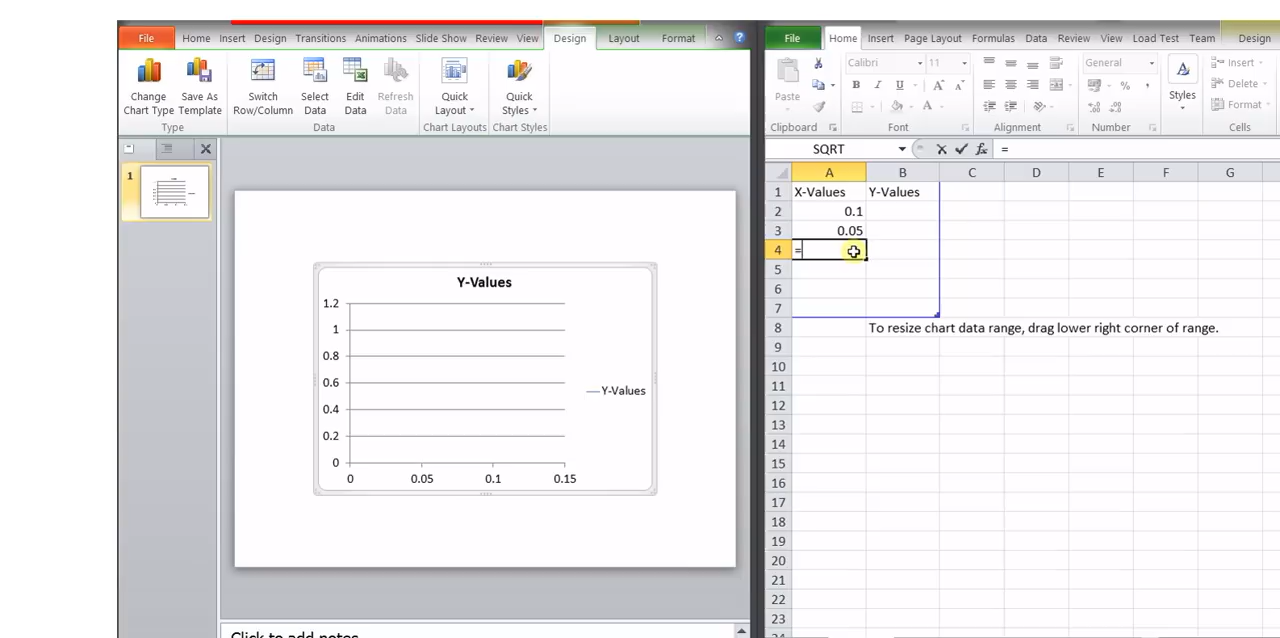 File Home Insert Design Transitions Animations Slide Show Review View Design Layout Format
Change Chart Type
Save As Template
Switch Row/Column
Select Data
Edit Data
Refresh Data
Quick Layout
Quick Styles
Type Data Chart Layouts Chart Styles
1
Y-Values
1.2
1
0.8
0.6
0.4
0.2
0
0 0.05 0.1 0.15
Y-Values
Click to add notes
File Home Insert Page Layout Formulas Data Review View Load Test Team Design
Paste
Calibri 11
B I U A A
A
General
% ,
Styles
Insert
Delete
Format
Clipboard Font Alignment Number Cells
SQRT fx =
A B C D E F G
1 X-Values Y-Values
2 0.1
3 0.05
4 =
5
6
7
8 To resize chart data range, drag lower right corner of range.
9
10
11
12
13
14
15
16
17
18
19
20
21
22
23